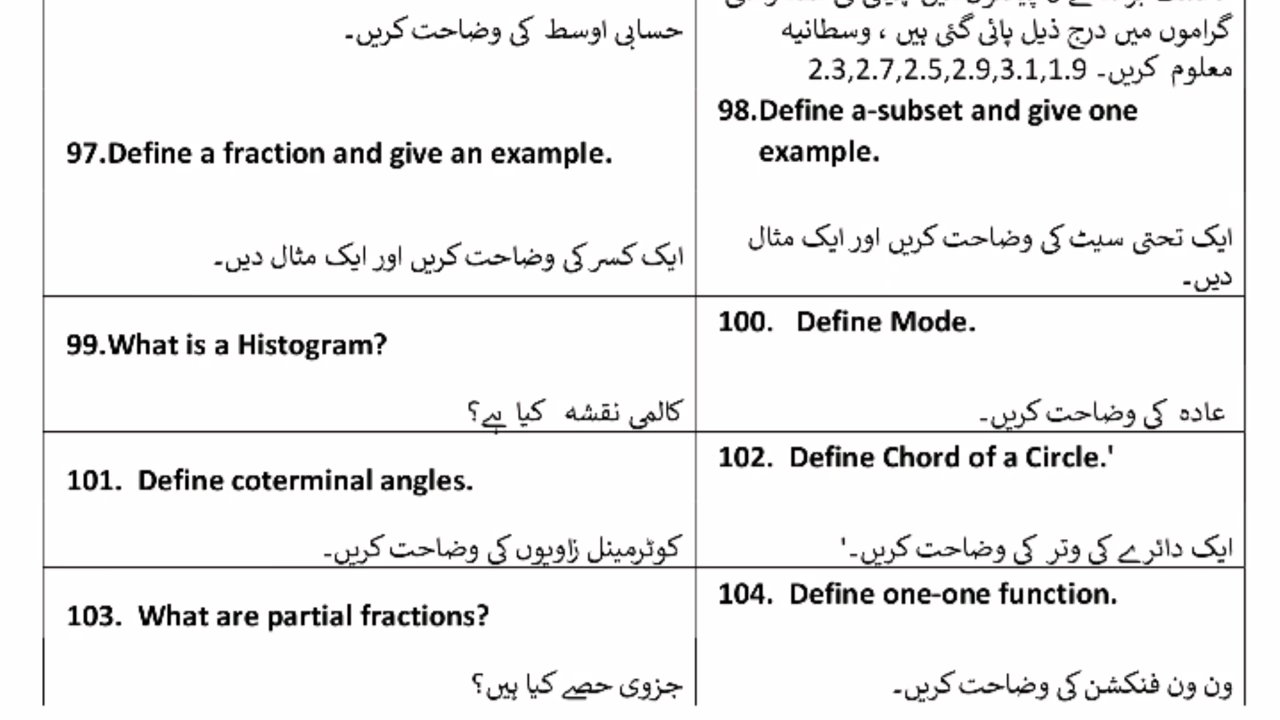 حسابی اوسط کی وضاحت کریں۔
گراموں میں درج ذیل پائی گئی ہیں ، وسطانیہ
معلوم کریں۔ 2.3,2.7,2.5,2.9,3.1,1.9
97.Define a fraction and give an example.
ایک کسر کی وضاحت کریں اور ایک مثال دیں۔
98.Define a-subset and give one
example.
ایک تحتی سیٹ کی وضاحت کریں اور ایک مثال
دیں۔
99.What is a Histogram?
کالمی نقشہ کیا ہے؟
100. Define Mode.
عادہ کی وضاحت کریں۔
101. Define coterminal angles.
کوٹرمینل زاویوں کی وضاحت کریں۔
102. Define Chord of a Circle.'
ایک دائرے کی وتر کی وضاحت کریں۔'
103. What are partial fractions?
جزوی حصے کیا ہیں؟
104. Define one-one function.
ون ون فنکشن کی وضاحت کریں۔